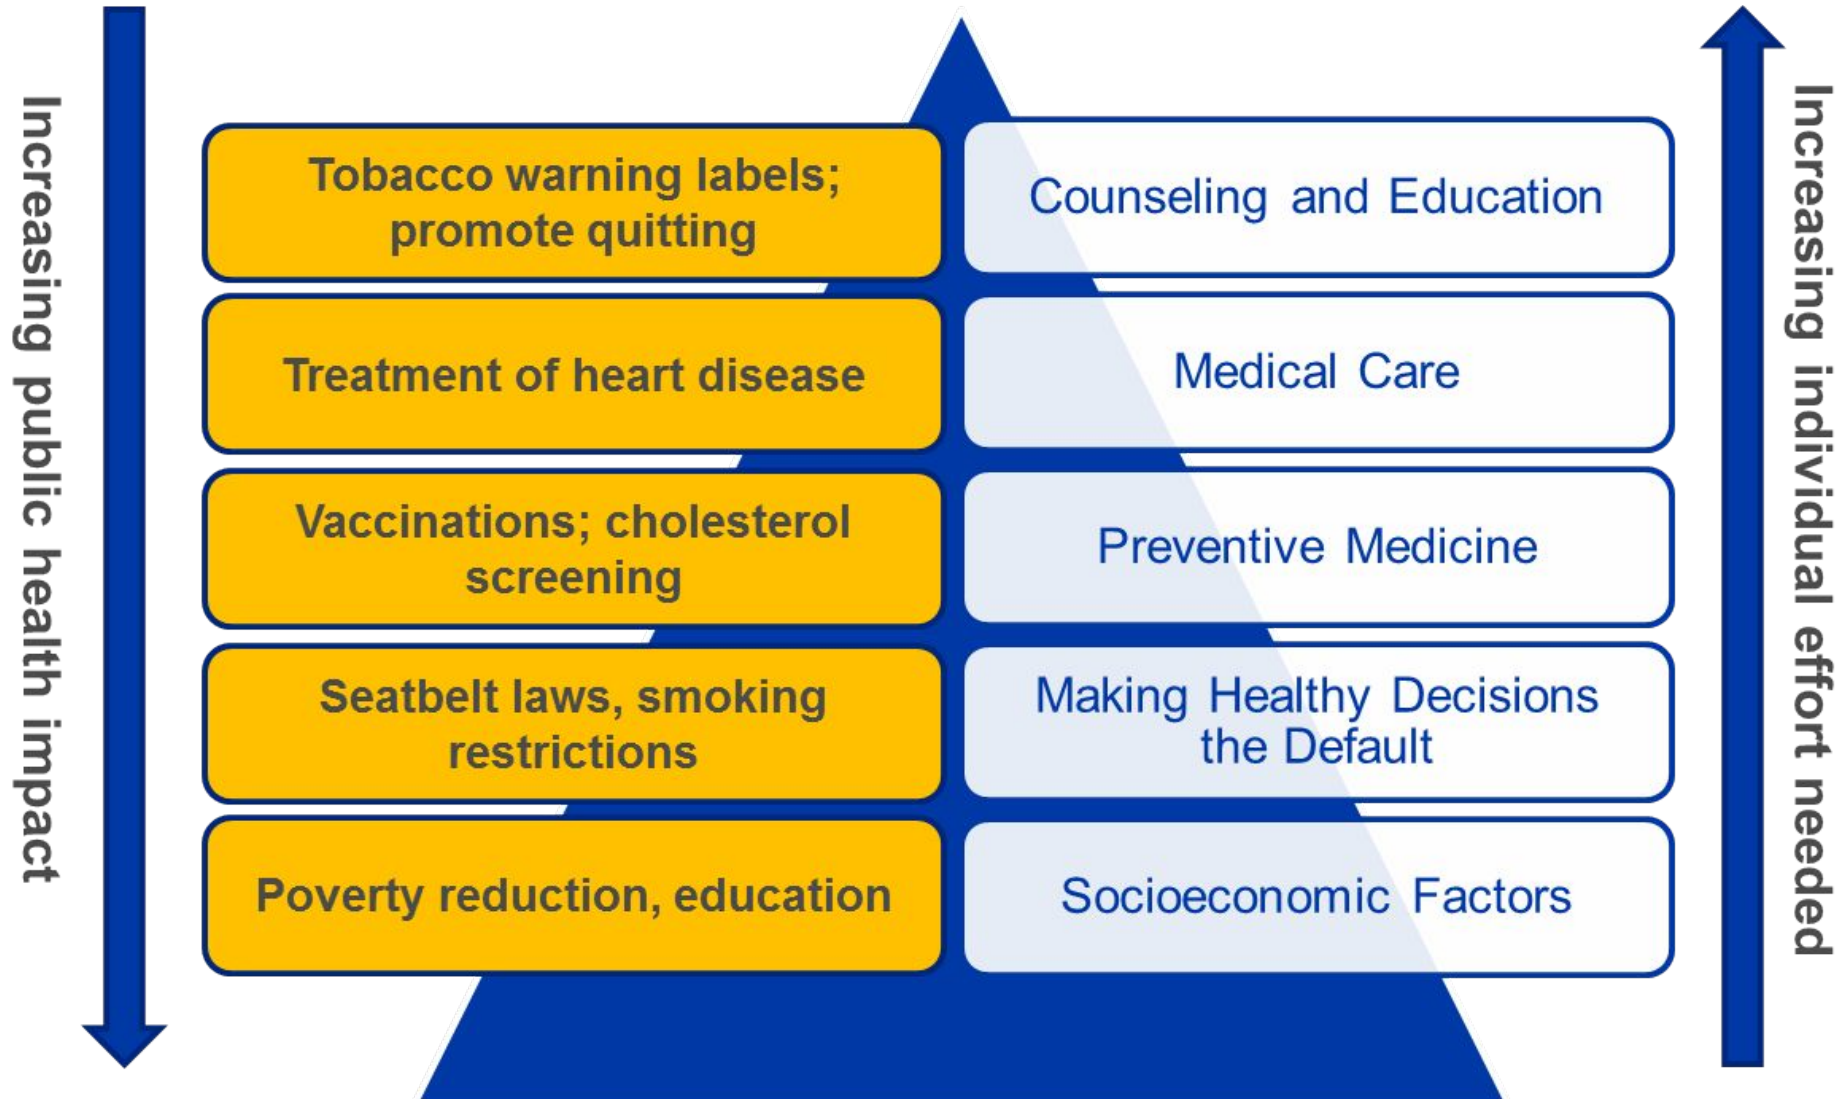 Increasing public health impact
Tobacco warning labels;
promote quitting
Counseling and Education
Treatment of heart disease
Medical Care
Vaccinations; cholesterol
screening
Preventive Medicine
Seatbelt laws, smoking
restrictions
Making Healthy Decisions
the Default
Poverty reduction, education
Socioeconomic Factors
Increasing individual effort needed